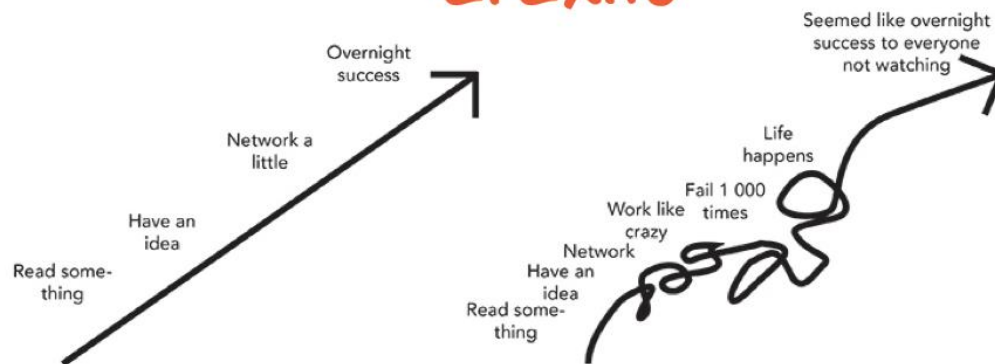 Overnight
success
Network a
little
Have an
idea
Read some-
thing
Seemed like overnight
success to everyone
not watching
Life
happens
Fail 1 000
times
Work like
crazy
Network
Have an
idea
Read some-
thing